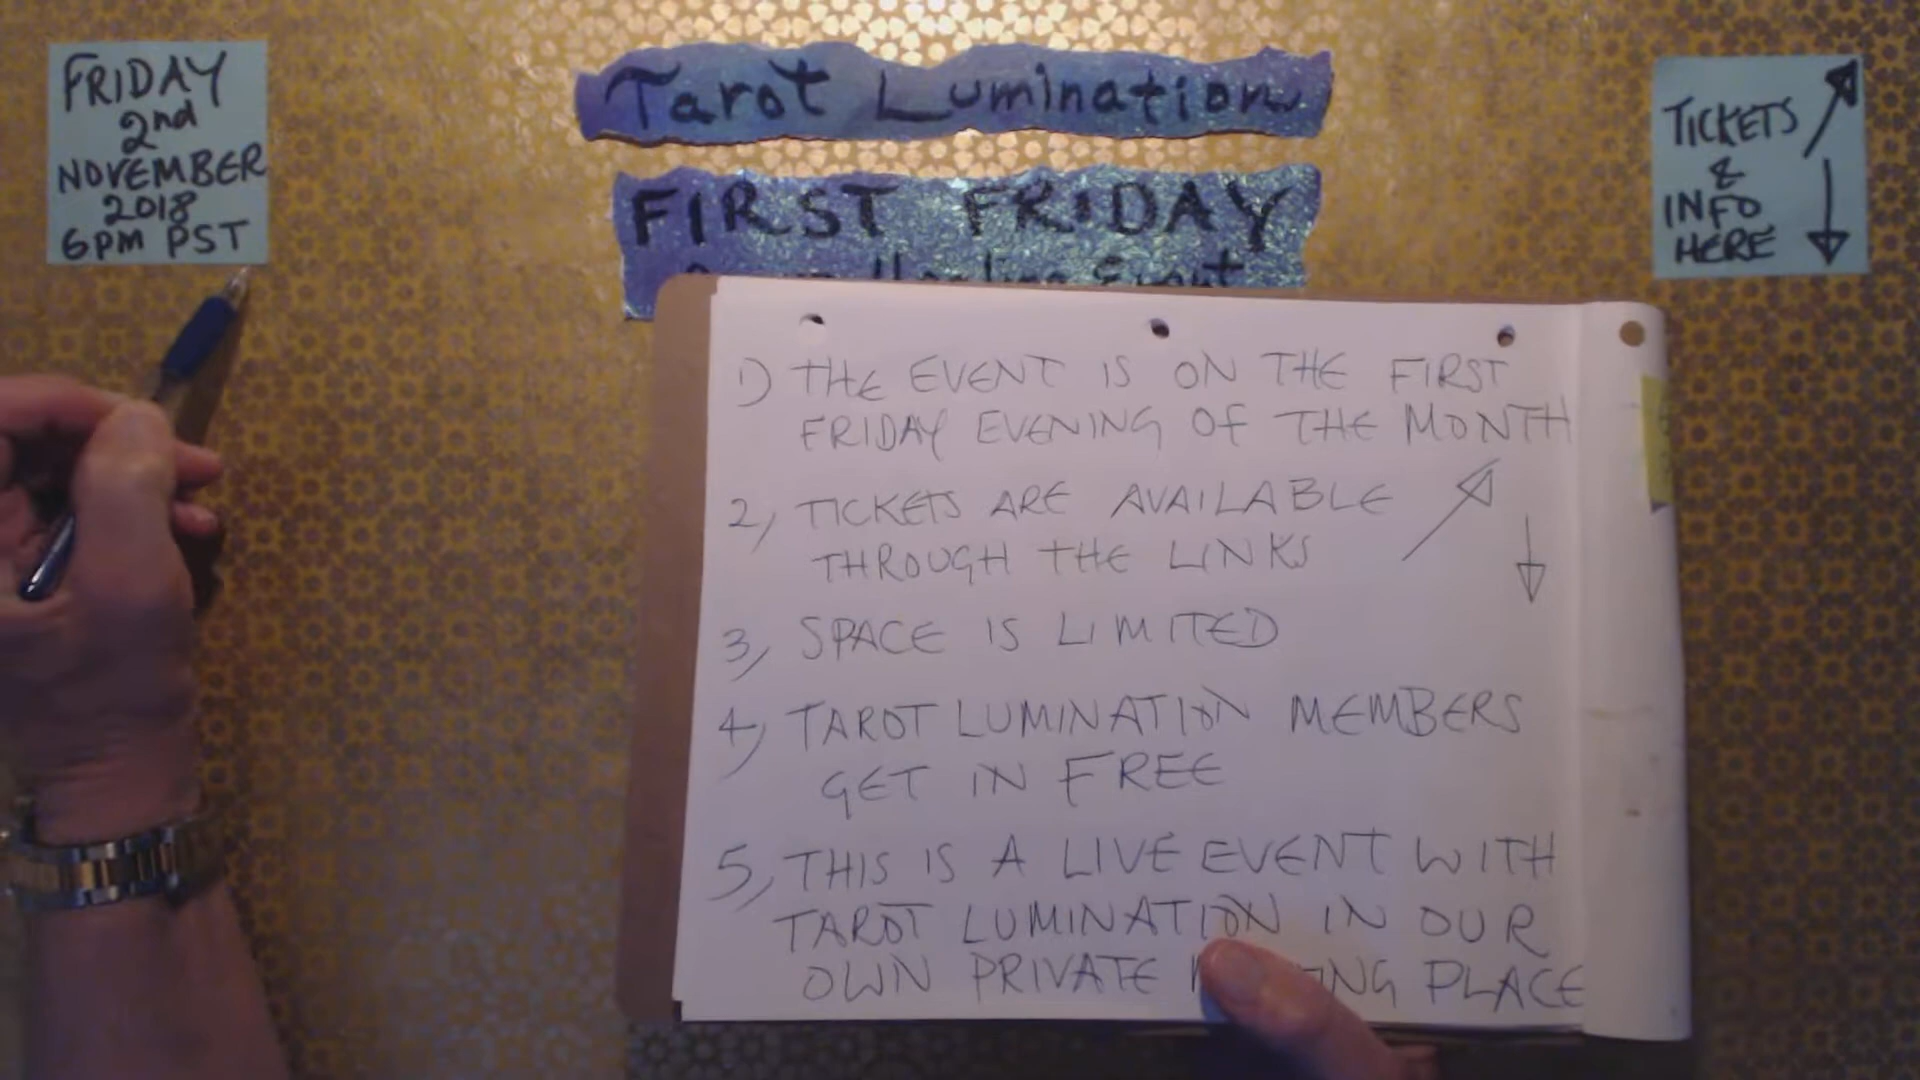 FRIDAY
2nd
NOVEMBER
2018
6PM PST
Tarot Lumination
FIRST FRIDAY
Event
TICKETS
&
INFO
HERE
1) THE EVENT IS ON THE FIRST
FRIDAY EVENING OF THE MONTH
2, TICKETS ARE AVAILABLE
THROUGH THE LINKS
3, SPACE IS LIMITED
4, TAROT LUMINATION MEMBERS
GET IN FREE
5, THIS IS A LIVE EVENT WITH
TAROT LUMINATION IN OUR
OWN PRIVATE PLACE